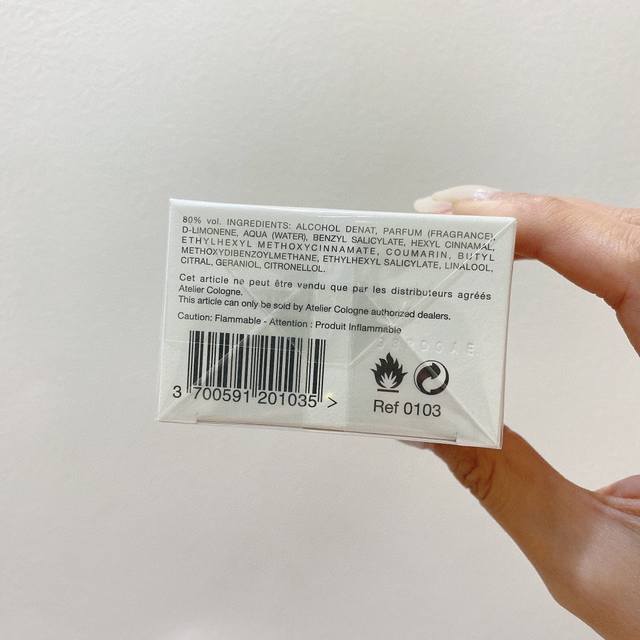 80% vol. INGREDIENTS: ALCOHOL DENAT, PARFUM (FRAGRANCE),
D-LIMONENE, AQUA (WATER), BENZYL SALICYLATE, HEXYL CINNAMAL,
ETHYLHEXYL METHOXYCINNAMATE, COUMARIN, BUTYL
METHOXYDIBENZOYLMETHANE, ETHYLHEXYL SALICYLATE, LINALOOL,
CITRAL, GERANIOL, CITRONELLOL.
Cet article ne peut être vendu que par les distributeurs agréés
Atelier Cologne.
This article can only be sold by Atelier Cologne authorized dealers.
Caution: Flammable - Attention : Produit Inflammable
3 700591 201035 >
Ref 0103